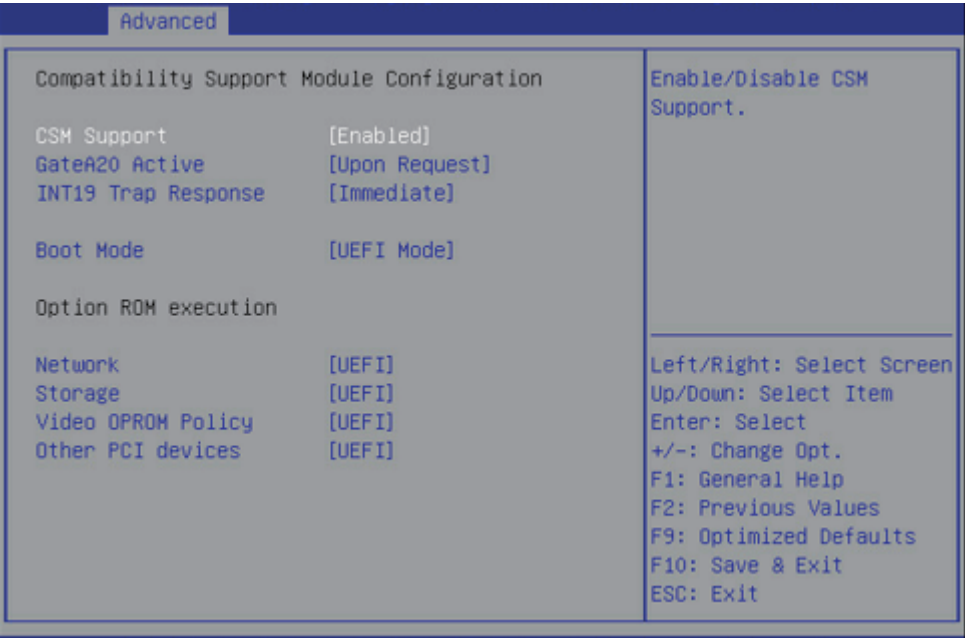 Advanced
Compatibility Support Module Configuration
CSM Support [Enabled]
GateA20 Active [Upon Request]
INT19 Trap Response [Immediate]
Boot Mode [UEFI Mode]
Option ROM execution
Network [UEFI]
Storage [UEFI]
Video OPROM Policy [UEFI]
Other PCI devices [UEFI]
Enable/Disable CSM
Support.
Left/Right: Select Screen
Up/Down: Select Item
Enter: Select
+/-: Change Opt.
F1: General Help
F2: Previous Values
F9: Optimized Defaults
F10: Save & Exit
ESC: Exit